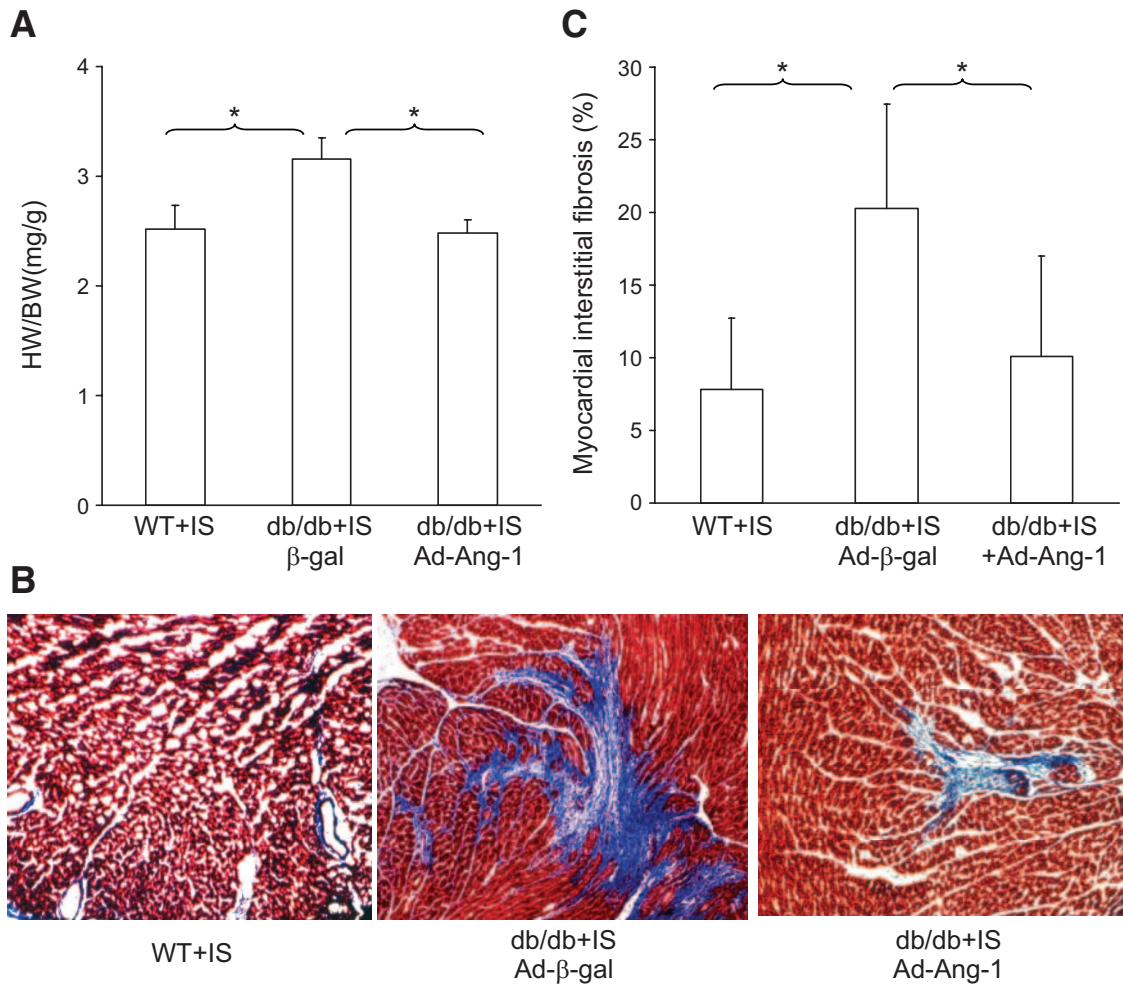 A
4
3
2
1
0
HW/BW(mg/g)
*
*
WT+IS
db/db+IS
β-gal
db/db+IS
Ad-Ang-1
C
30
25
20
15
10
5
0
Myocardial interstitial fibrosis (%)
*
*
WT+IS
db/db+IS
Ad-β-gal
db/db+IS
+Ad-Ang-1
B
WT+IS
db/db+IS
Ad-β-gal
db/db+IS
Ad-Ang-1